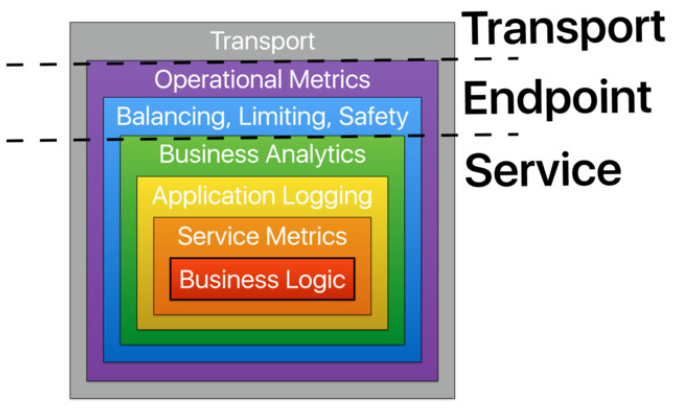 Transport
Transport
Operational Metrics
Endpoint
Balancing, Limiting, Safety
Business Analytics
Service
Application Logging
Service Metrics
Business Logic